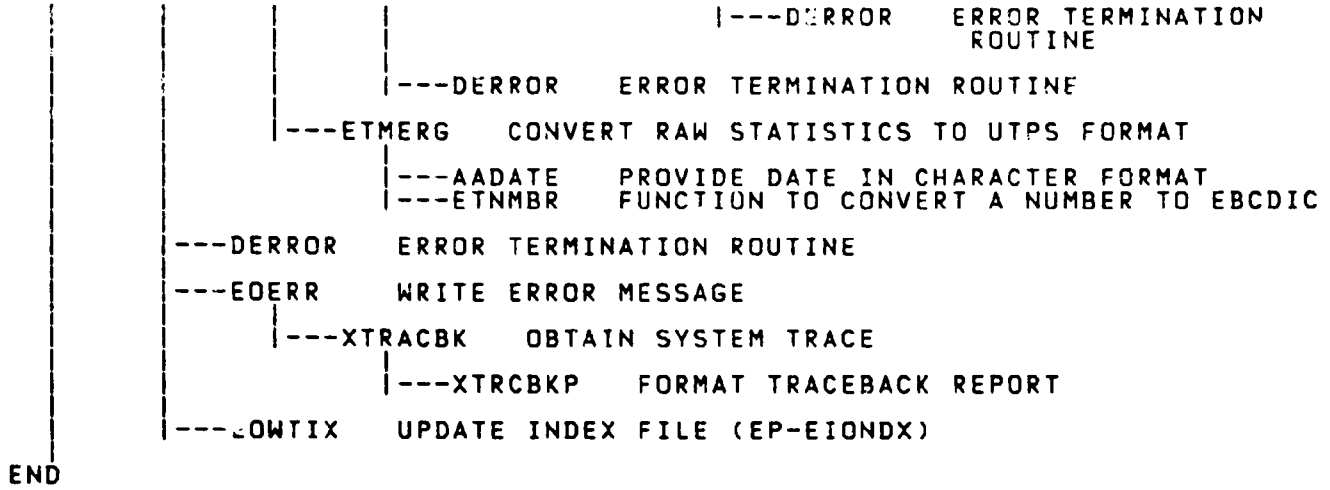 |---DERROR ERROR TERMINATION
ROUTINE
|---DERROR ERROR TERMINATION ROUTINE
|---ETMERG CONVERT RAW STATISTICS TO UTPS FORMAT
|---AADATE PROVIDE DATE IN CHARACTER FORMAT
|---ETNMBR FUNCTION TO CONVERT A NUMBER TO EBCDIC
|---DERROR ERROR TERMINATION ROUTINE
|---EOERR WRITE ERROR MESSAGE
|---XTRACBK OBTAIN SYSTEM TRACE
|---XTRCBKP FORMAT TRACEBACK REPORT
|--- UPDATE INDEX FILE (EP-EIONDX)
END